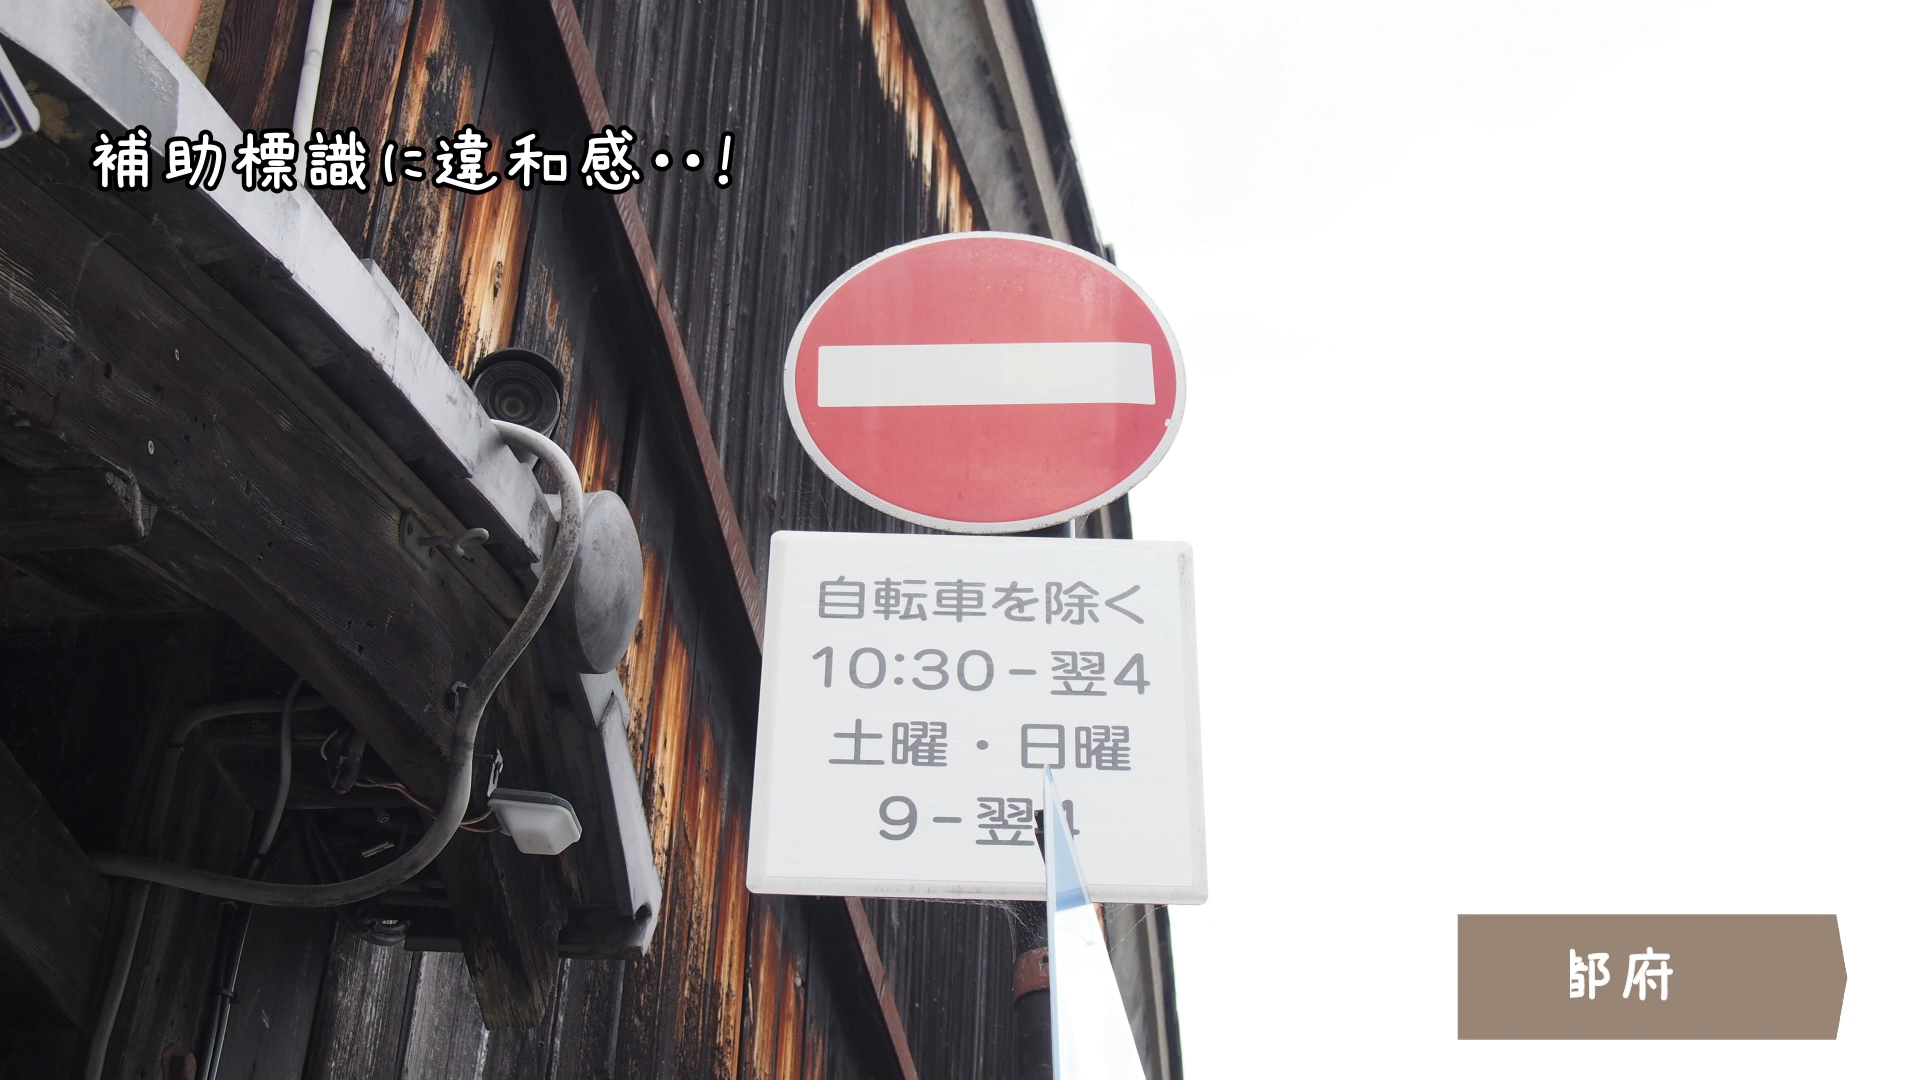 補助標識に違和感・・！
自転車を除く
10:30-翌4
土曜・日曜
9-翌4
府